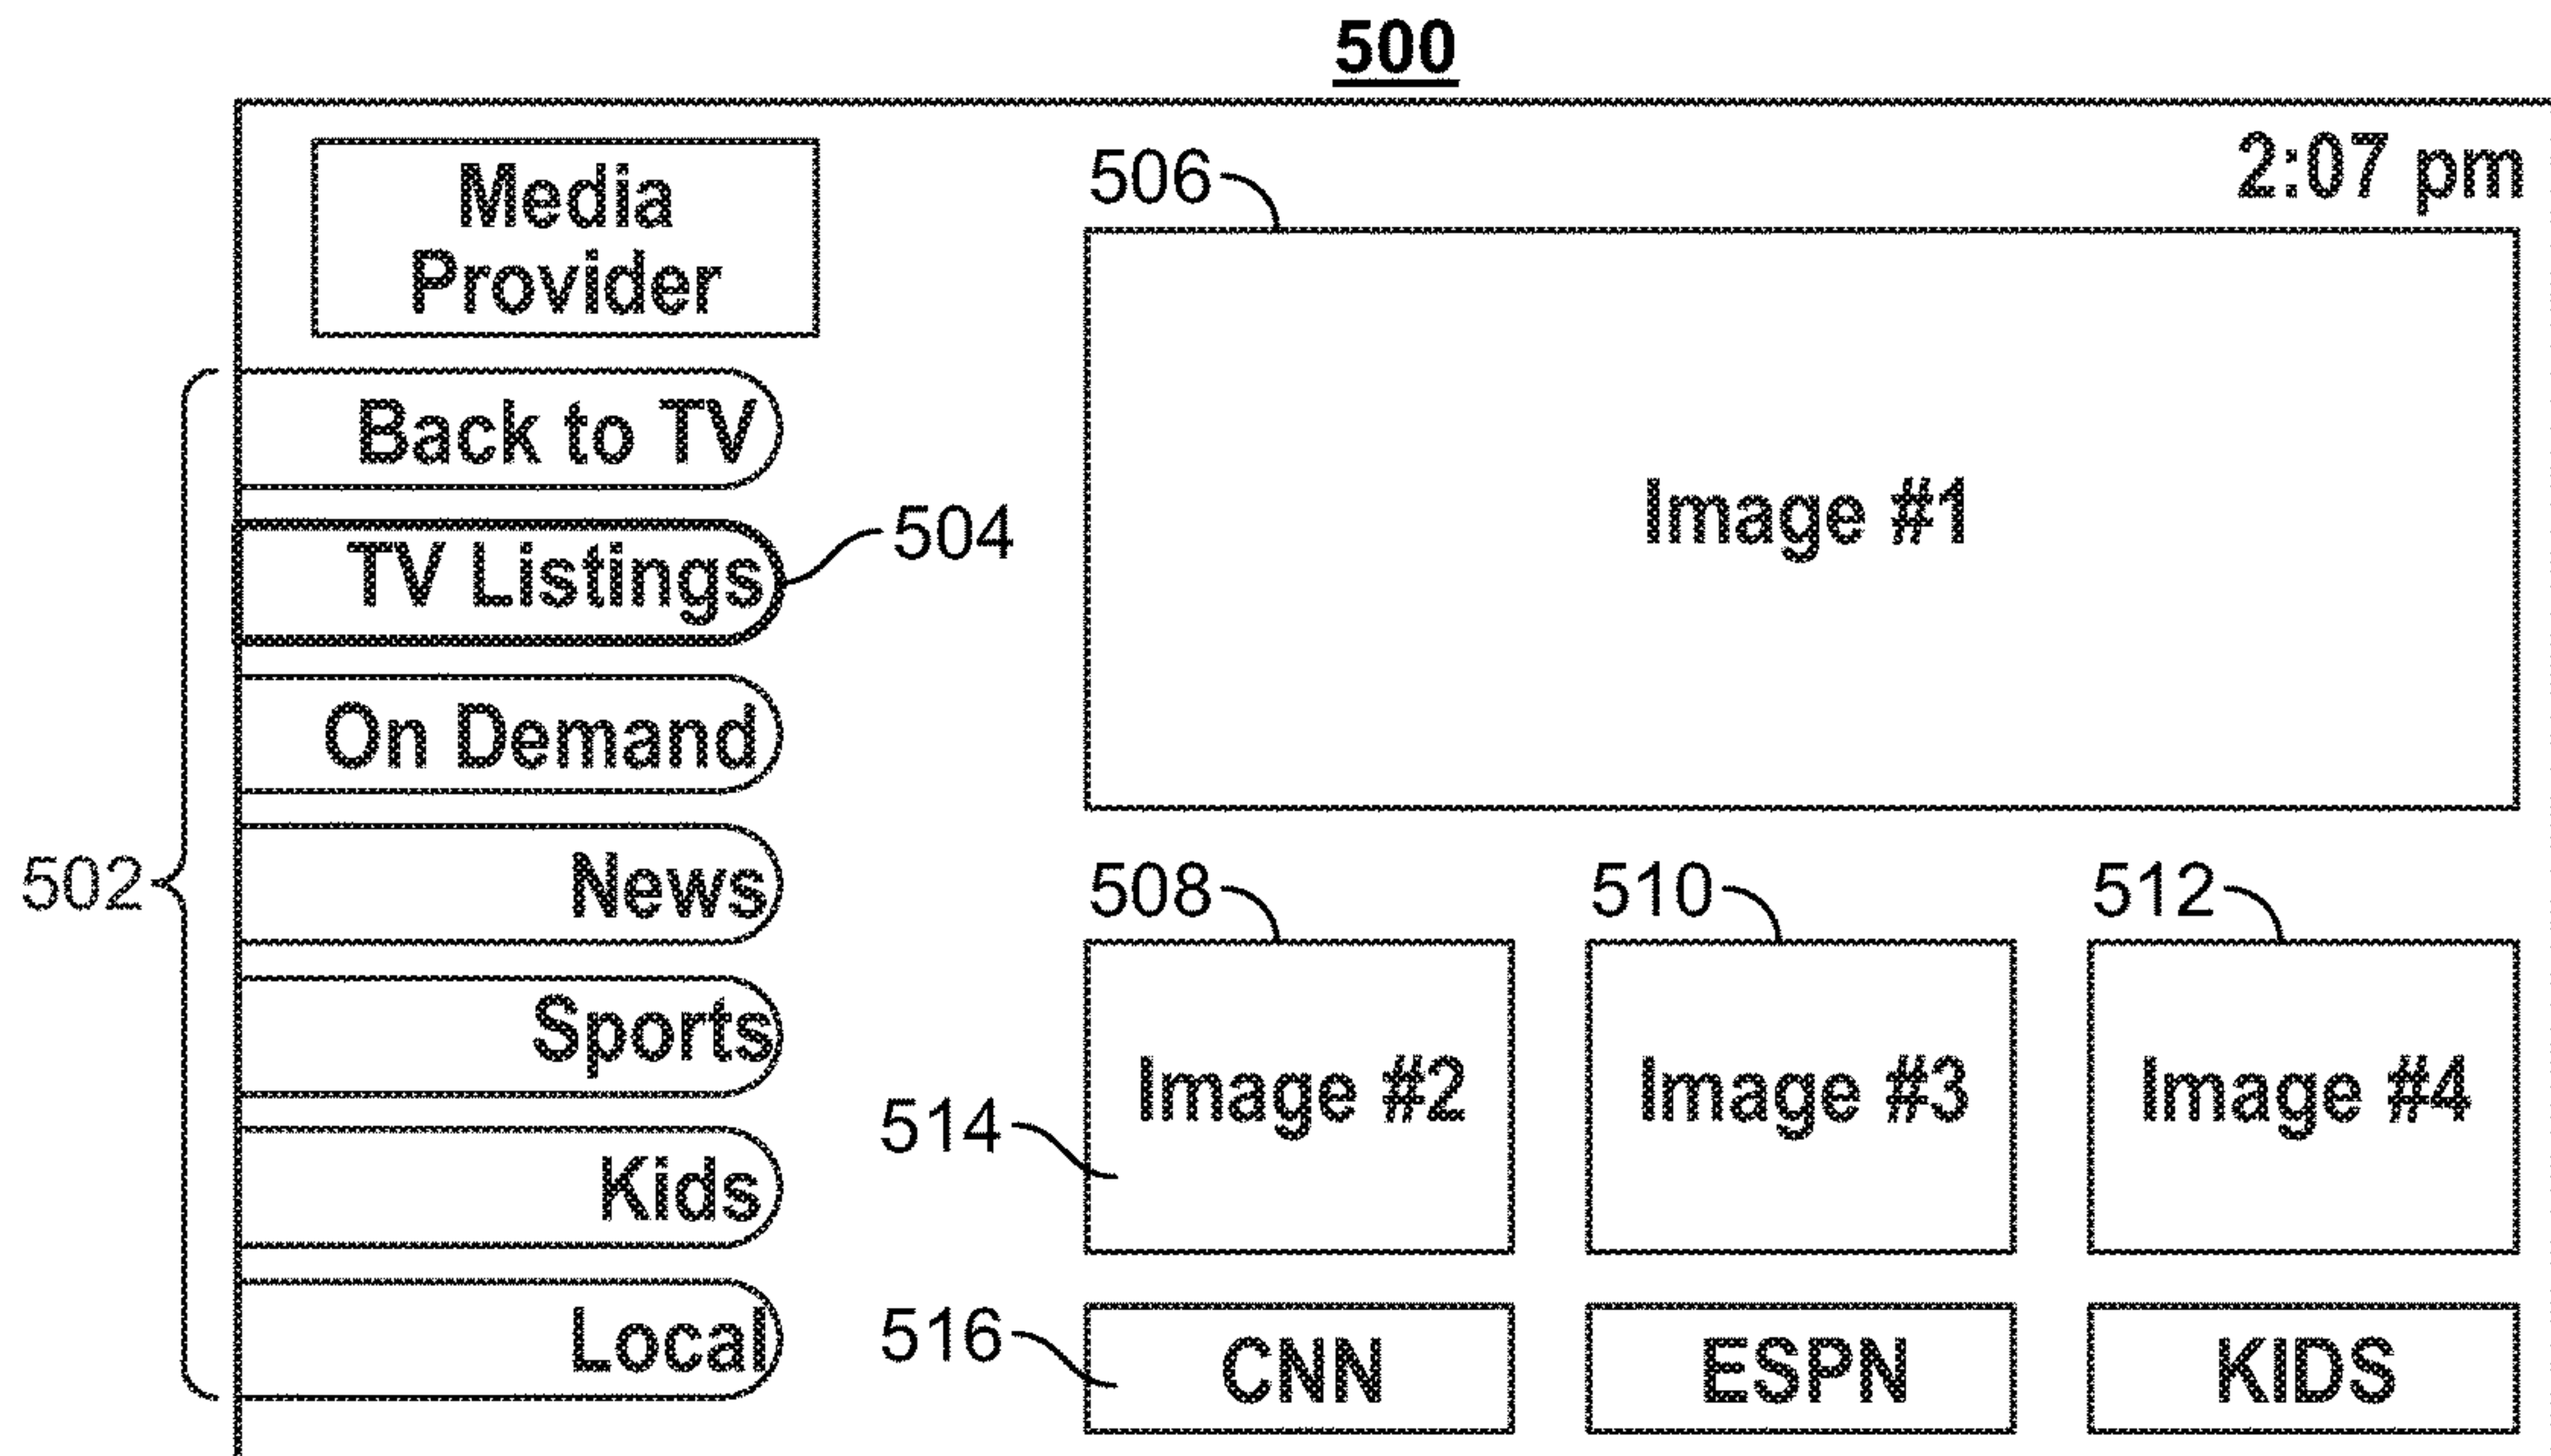 500
2:07 pm
Media
Provider
506
Image #1
502
Back to TV
TV Listings
504
On Demand
News
Sports
Kids
Local
508
510
512
Image #2
Image #3
Image #4
514
516
CNN
ESPN
KIDS